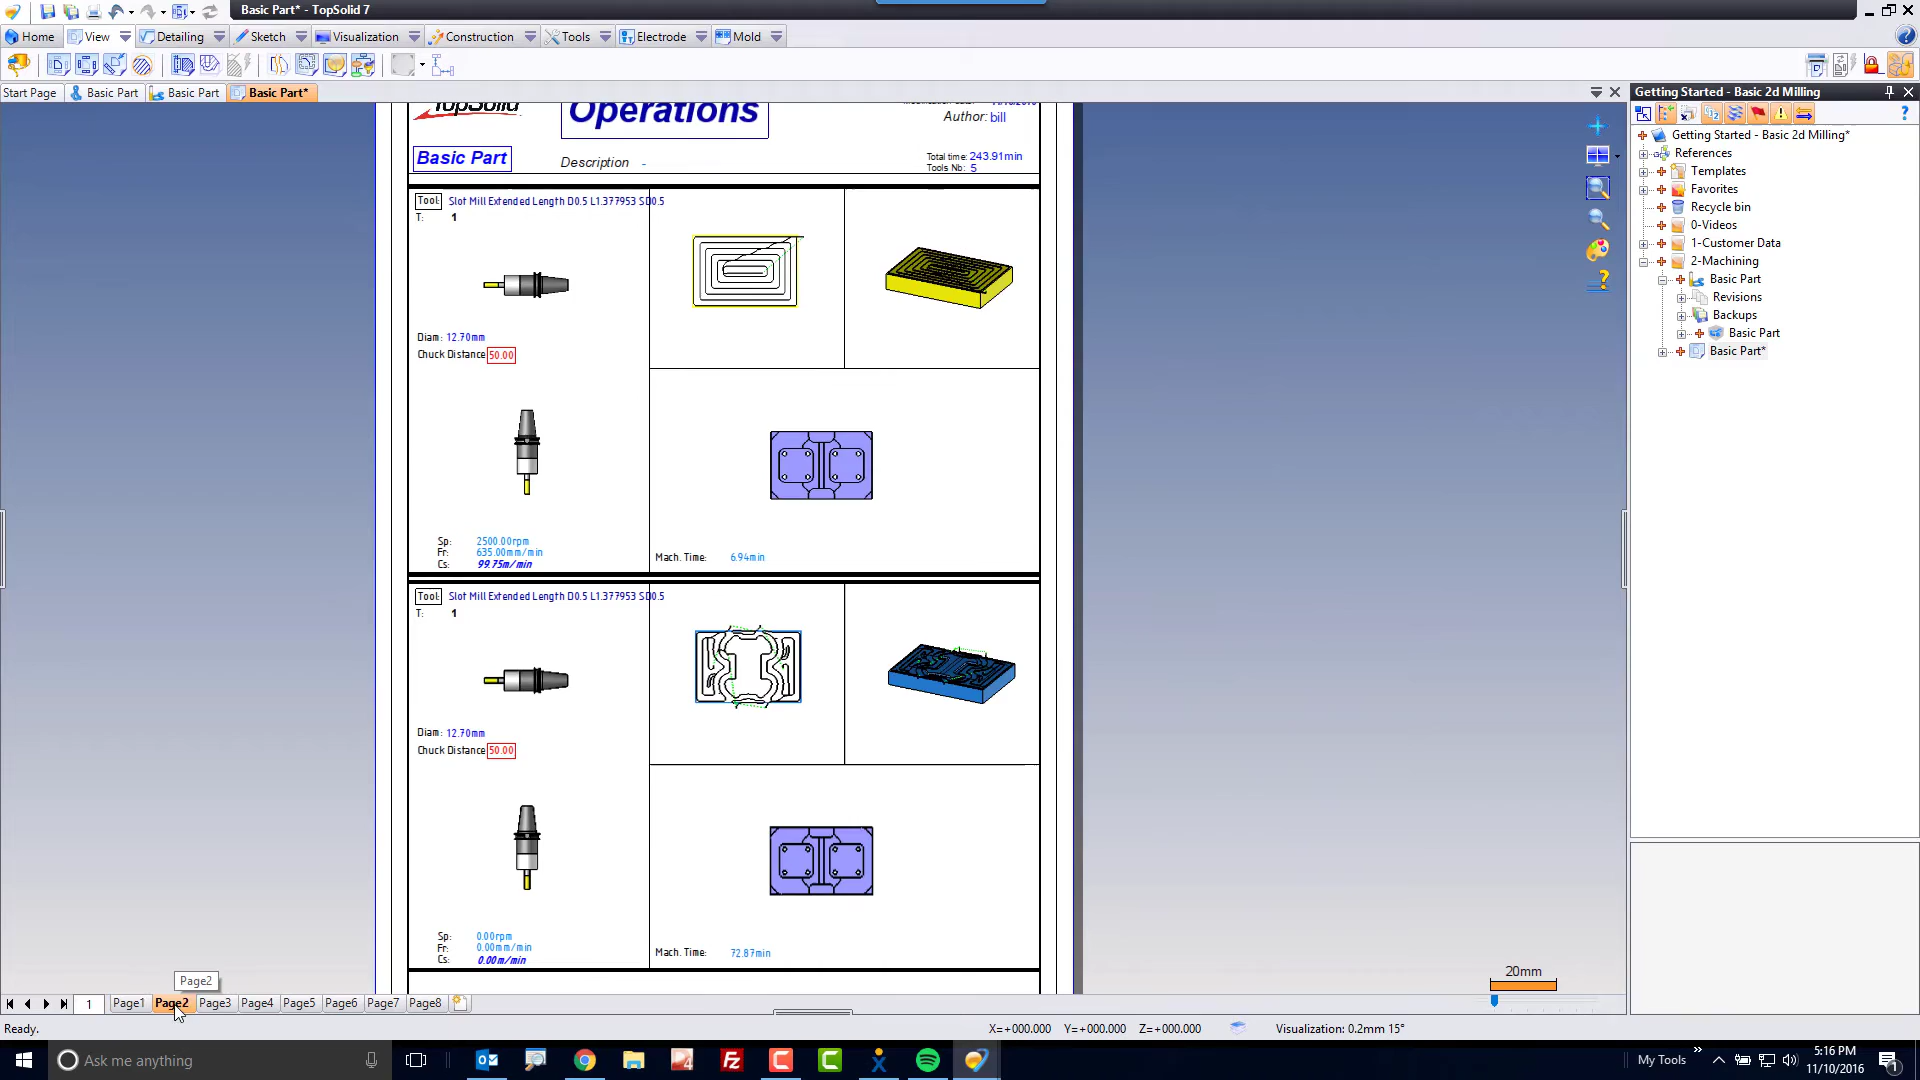 Basic Part* - TopSolid 7
Home View Detailing Sketch Visualization Construction Tools Electrode Mold
Start Page Basic Part Basic Part Basic Part*
TopSolid
Operations
Author: bill
Basic Part
Description -
Total time: 243.91min
Tools Nb: 5
Tool: Slot Mill Extended Length D0.5 L1.377953 SD0.5
T: 1
Diam: 12.70mm
Chuck Distance 50.00
Sp: 2500.00rpm
Fr: 635.00mm/min
Cs: 99.75m/min
Mach. Time: 6.94min
Tool: Slot Mill Extended Length D0.5 L1.377953 SD0.5
T: 1
Diam: 12.70mm
Chuck Distance 50.00
Sp: 0.00rpm
Fr: 0.00mm/min
Cs: 0.00m/min
Mach. Time: 72.87min
Getting Started - Basic 2d Milling
Getting Started - Basic 2d Milling*
References
Templates
Favorites
Recycle bin
0-Videos
1-Customer Data
2-Machining
Basic Part
Revisions
Backups
Basic Part
Basic Part*
20mm
Page2
1 Page1 Page2 Page3 Page4 Page5 Page6 Page7 Page8
Ready.
X=+000.000 Y=+000.000 Z=+000.000 Visualization: 0.2mm 15°
Ask me anything
My Tools
5:16 PM
11/10/2016
1